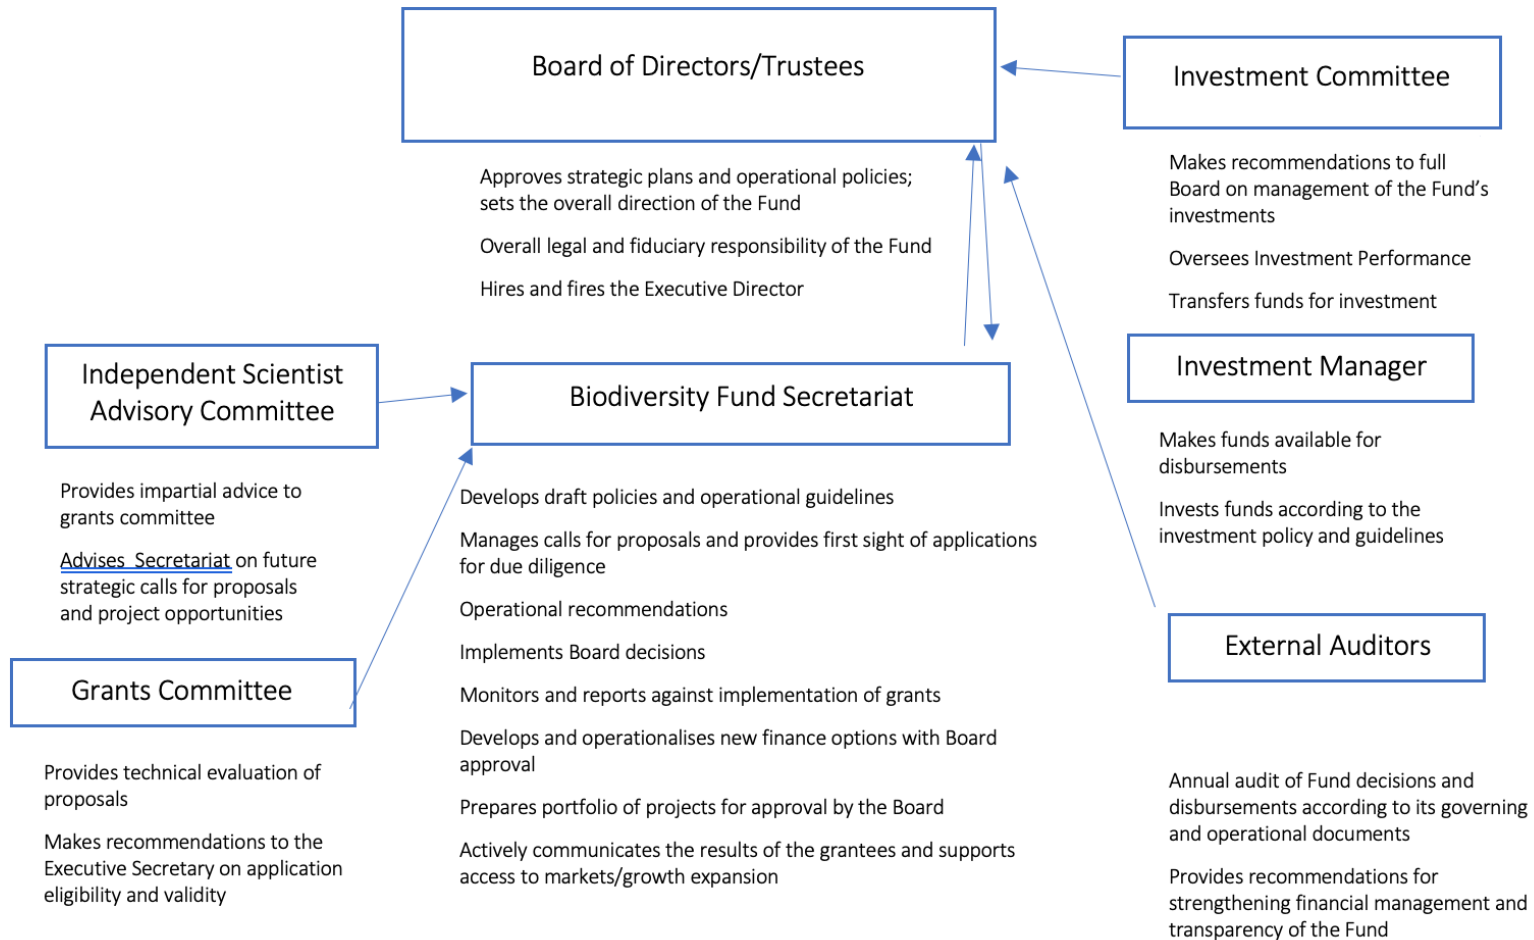 Board of Directors/Trustees
Approves strategic plans and operational policies;
sets the overall direction of the Fund
Overall legal and fiduciary responsibility of the Fund
Hires and fires the Executive Director
Investment Committee
Makes recommendations to full
Board on management of the Fund’s
investments
Oversees Investment Performance
Transfers funds for investment
Independent Scientist
Advisory Committee
Provides impartial advice to
grants committee
Advises  Secretariat on future
strategic calls for proposals
and project opportunities
Biodiversity Fund Secretariat
Develops draft policies and operational guidelines
Manages calls for proposals and provides first sight of applications
for due diligence
Operational recommendations
Implements Board decisions
Monitors and reports against implementation of grants
Develops and operationalises new finance options with Board
approval
Prepares portfolio of projects for approval by the Board
Actively communicates the results of the grantees and supports
access to markets/growth expansion
Investment Manager
Makes funds available for
disbursements
Invests funds according to the
investment policy and guidelines
Grants Committee
Provides technical evaluation of
proposals
Makes recommendations to the
Executive Secretary on application
eligibility and validity
External Auditors
Annual audit of Fund decisions and
disbursements according to its governing
and operational documents
Provides recommendations for
strengthening financial management and
transparency of the Fund